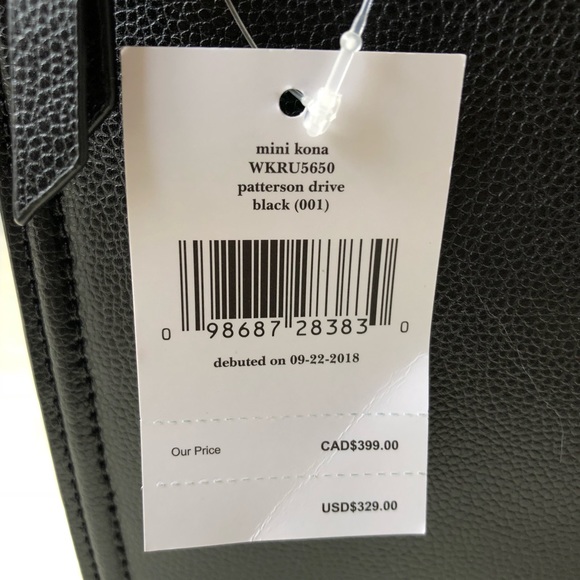 mini kona
WKRU5650
patterson drive
black (001)
0 98687 28383 0
debuted on 09-22-2018
Our Price CAD$399.00
USD$329.00